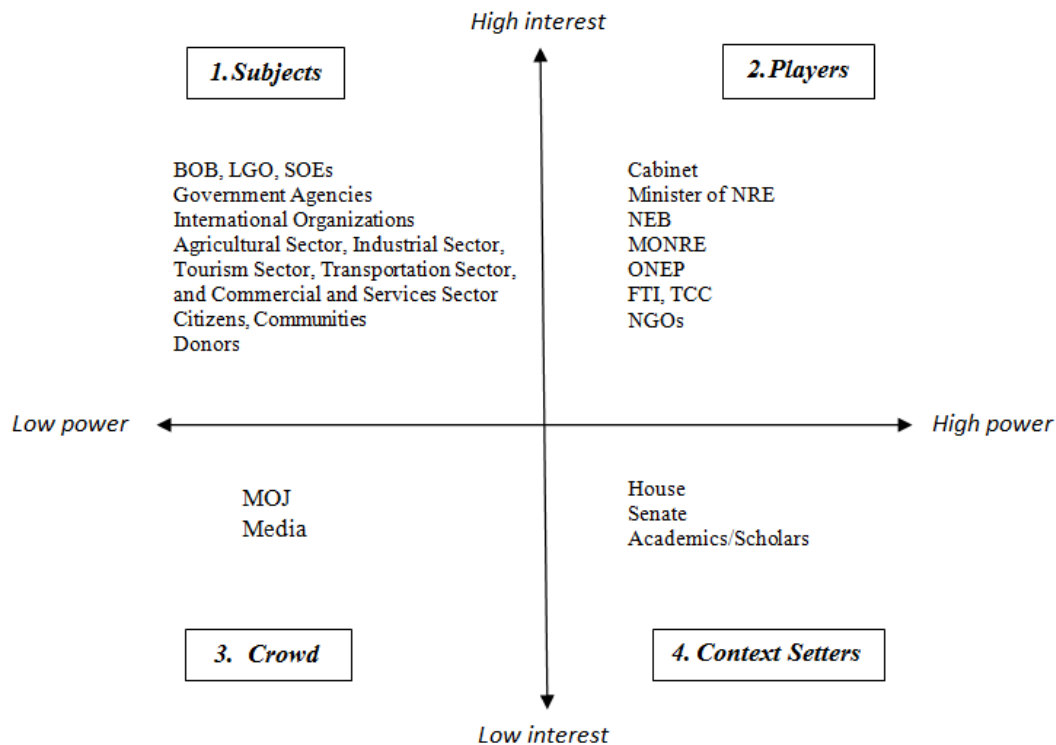 High interest
1.Subjects
2.Players
BOB, LGO, SOEs
Government Agencies
International Organizations
Agricultural Sector, Industrial Sector,
Tourism Sector, Transportation Sector,
and Commercial and Services Sector
Citizens, Communities
Donors
Cabinet
Minister of NRE
NEB
MONRE
ONEP
FTI, TCC
NGOs
Low power
High power
MOJ
Media
House
Senate
Academics/Scholars
3. Crowd
4. Context Setters
Low interest